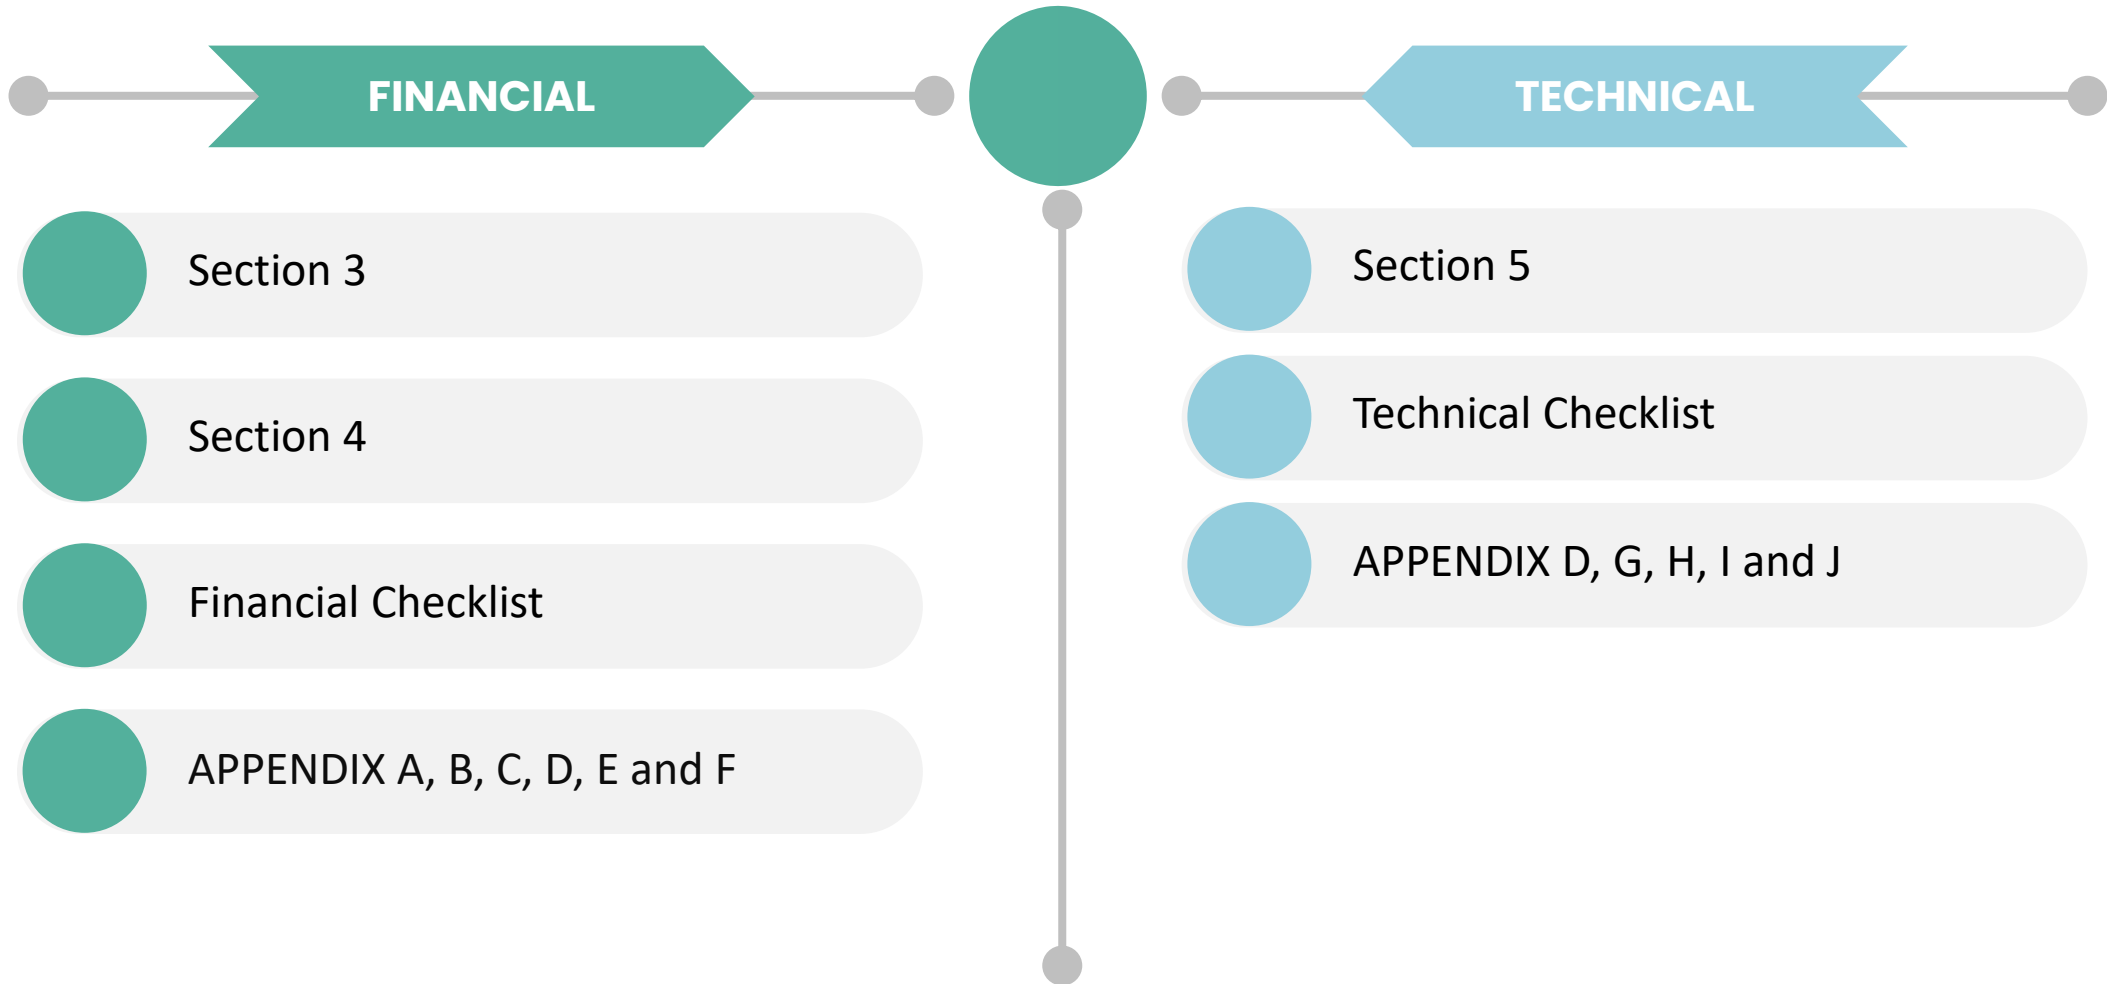 FINANCIAL
Section 3
Section 4
Financial Checklist
APPENDIX A, B, C, D, E and F
TECHNICAL
Section 5
Technical Checklist
APPENDIX D, G, H, I and J